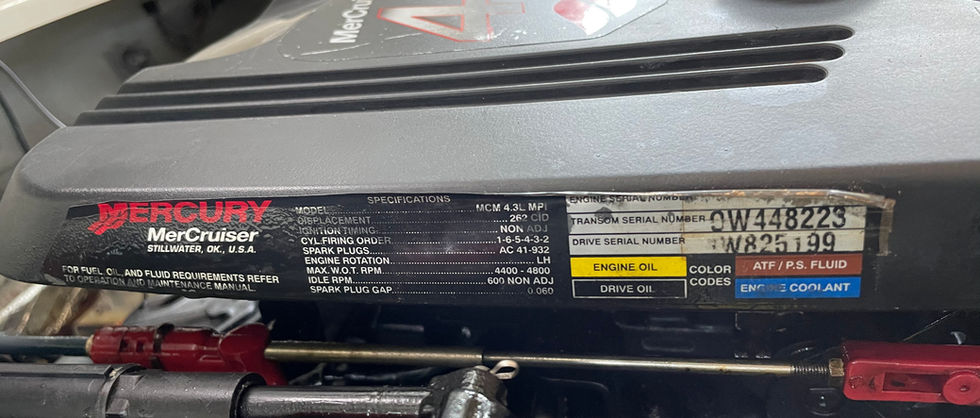 MerCru
4
MERCURY
MerCruiser
STILLWATER, OK., U.S.A.
FOR FUEL, OIL, AND FLUID REQUIREMENTS REFER
TO OPERATION AND MAINTENANCE MANUAL.
SPECIFICATIONS
MODEL MCM 4.3L MPI
DISPLACEMENT 262 CID
IGNITION TIMING NON ADJ
CYL.FIRING ORDER 1-6-5-4-3-2
SPARK PLUGS AC 41-932
ENGINE ROTATION LH
MAX. W.O.T. RPM 4400 - 4800
IDLE RPM 600 NON ADJ
SPARK PLUG GAP 0.060
ENGINE SERIAL NUMBER
TRANSOM SERIAL NUMBER 0W448223
DRIVE SERIAL NUMBER W825199
ENGINE OIL
DRIVE OIL
COLOR
CODES
ATF / P.S. FLUID
ENGINE COOLANT